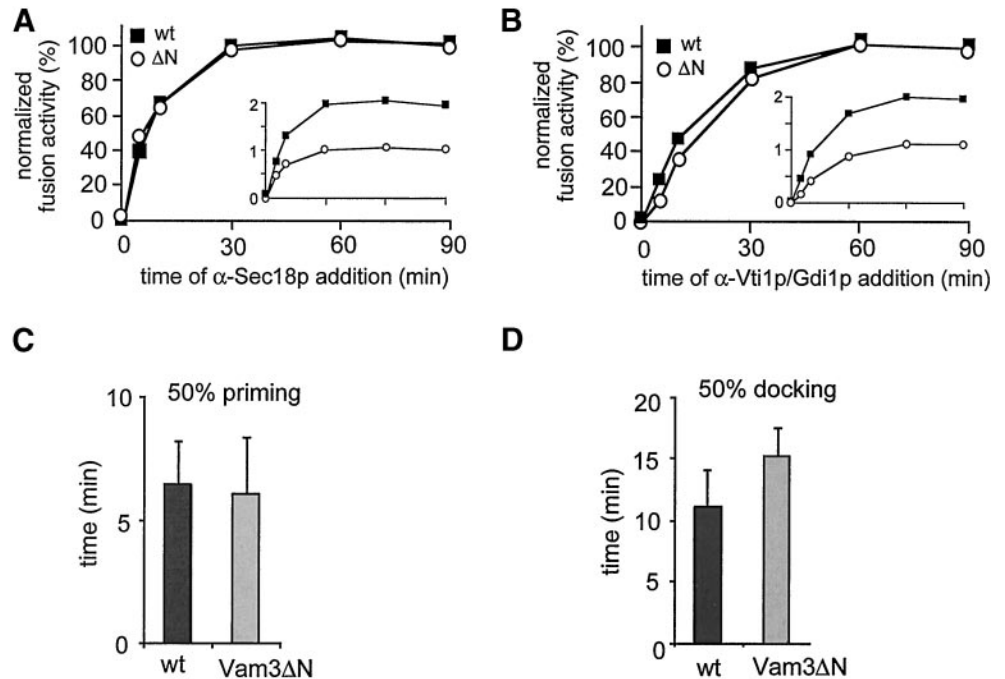 A
wt
ΔN
normalized
fusion activity (%)
100
80
60
40
20
0
2
1
0
0 30 60 90
time of α-Sec18p addition (min)
B
wt
ΔN
normalized
fusion activity (%)
100
80
60
40
20
0
2
1
0
0 30 60 90
time of α-Vti1p/Gdi1p addition (min)
C
50% priming
time (min)
10
5
0
wt Vam3ΔN
D
50% docking
time (min)
20
15
10
5
0
wt Vam3ΔN